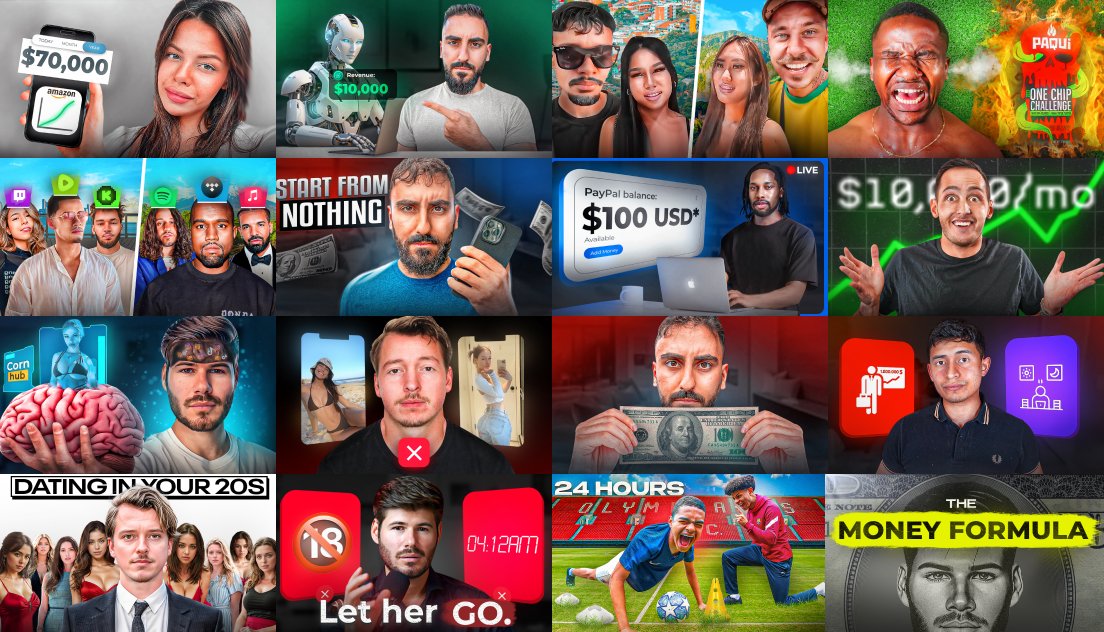 TODAY MONTH YEAR
$70,000
amazon
Revenue:
$10,000
PAQUI
ONE CHIP
CHALLENGE
START FROM
NOTHING
PayPal balance:
$100 USD*
Available
Add Money
LIVE
/mo
Corn
hub
DATING IN YOUR 20S
18
04:12AM
Let her GO.
24 HOURS
OLYM
C.
THE
MONEY FORMULA